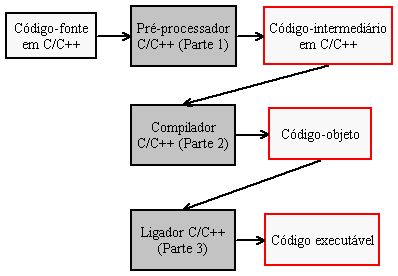 Código-fonte
em C/C++
Pré-processador
C/C++ (Parte 1)
Código-intermediário
em C/C++
Compilador
C/C++ (Parte 2)
Código-objeto
Ligador C/C++
(Parte 3)
Código executável